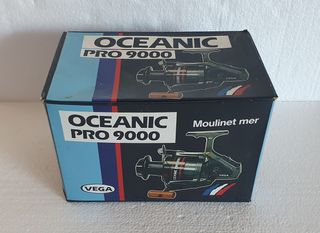 OCEANIC
PRO 9000
OCEANIC
PRO 9000
Moulinet mer
VEGA